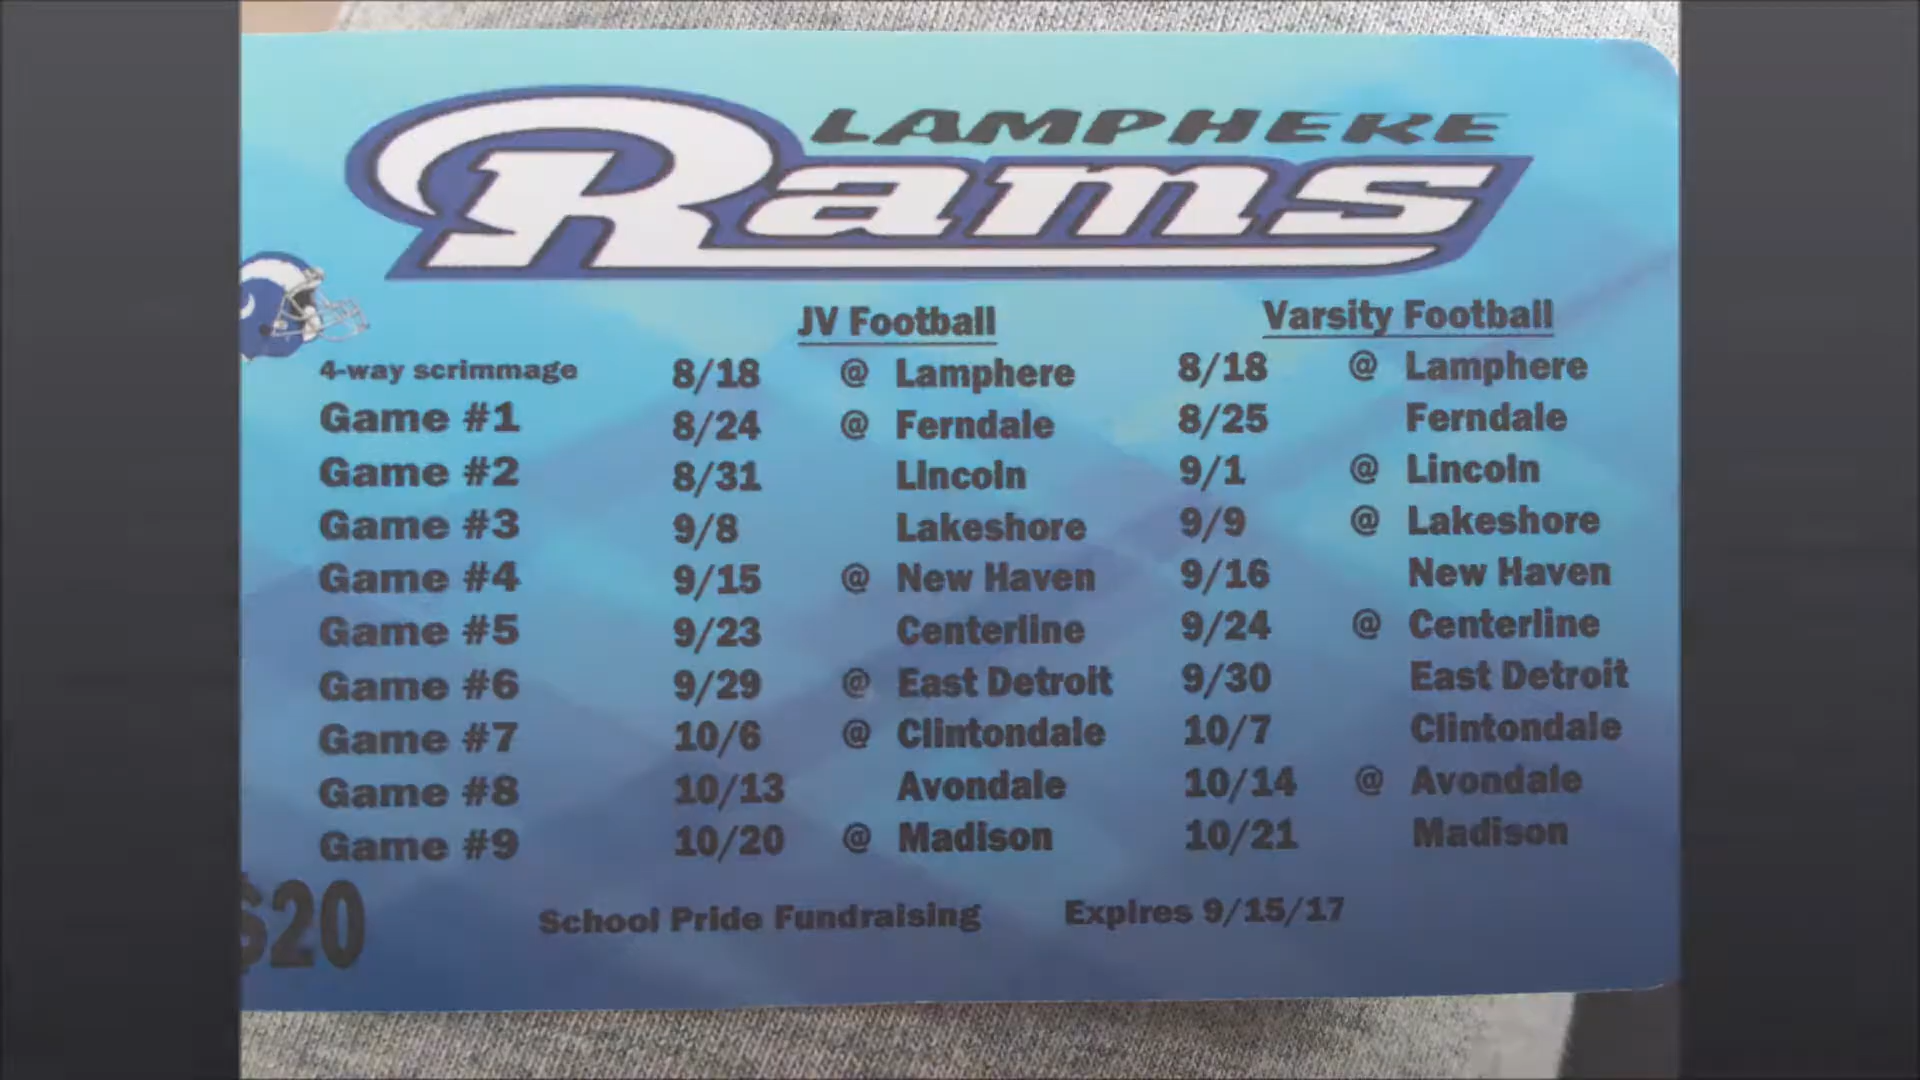 LAMPHERE
Rams
JV Football Varsity Football
4-way scrimmage 8/18 @ Lamphere 8/18 @ Lamphere
Game #1 8/24 @ Ferndale 8/25 Ferndale
Game #2 8/31 Lincoln 9/1 @ Lincoln
Game #3 9/8 Lakeshore 9/9 @ Lakeshore
Game #4 9/15 @ New Haven 9/16 New Haven
Game #5 9/23 Centerline 9/24 @ Centerline
Game #6 9/29 @ East Detroit 9/30 East Detroit
Game #7 10/6 @ Clintondale 10/7 Clintondale
Game #8 10/13 Avondale 10/14 @ Avondale
Game #9 10/20 @ Madison 10/21 Madison
$20
School Pride Fundraising Expires 9/15/17